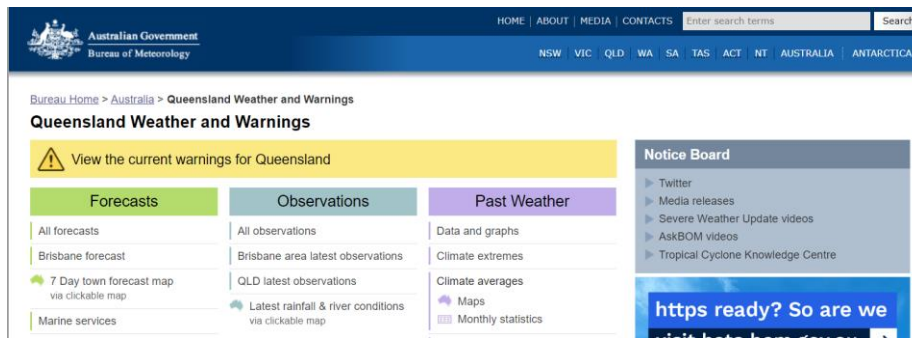 HOME | ABOUT | MEDIA | CONTACTS
Enter search terms
Search
Australian Government
Bureau of Meteorology
NSW | VIC | QLD | WA | SA | TAS | ACT | NT | AUSTRALIA | ANTARCTICA
Bureau Home > Australia > Queensland Weather and Warnings
Queensland Weather and Warnings
View the current warnings for Queensland
Forecasts
All forecasts
Brisbane forecast
7 Day town forecast map
via clickable map
Marine services
Observations
All observations
Brisbane area latest observations
QLD latest observations
Latest rainfall & river conditions
via clickable map
Past Weather
Data and graphs
Climate extremes
Climate averages
Maps
Monthly statistics
Notice Board
Twitter
Media releases
Severe Weather Update videos
AskBOM videos
Tropical Cyclone Knowledge Centre
https ready? So are we